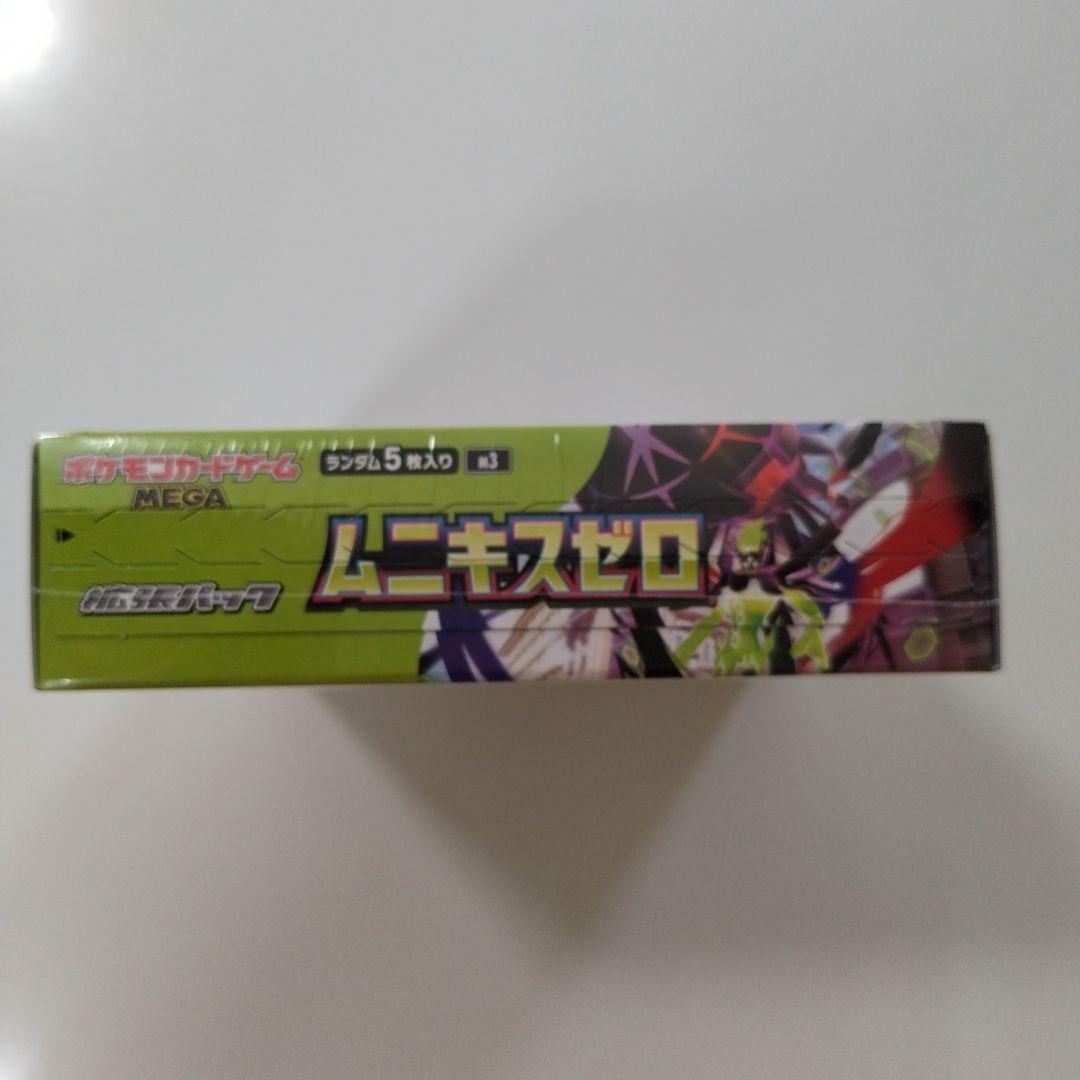 ポケモンカードゲーム
MEGA
ランダム5枚入り
m3
拡張パック
ムニキスゼロ